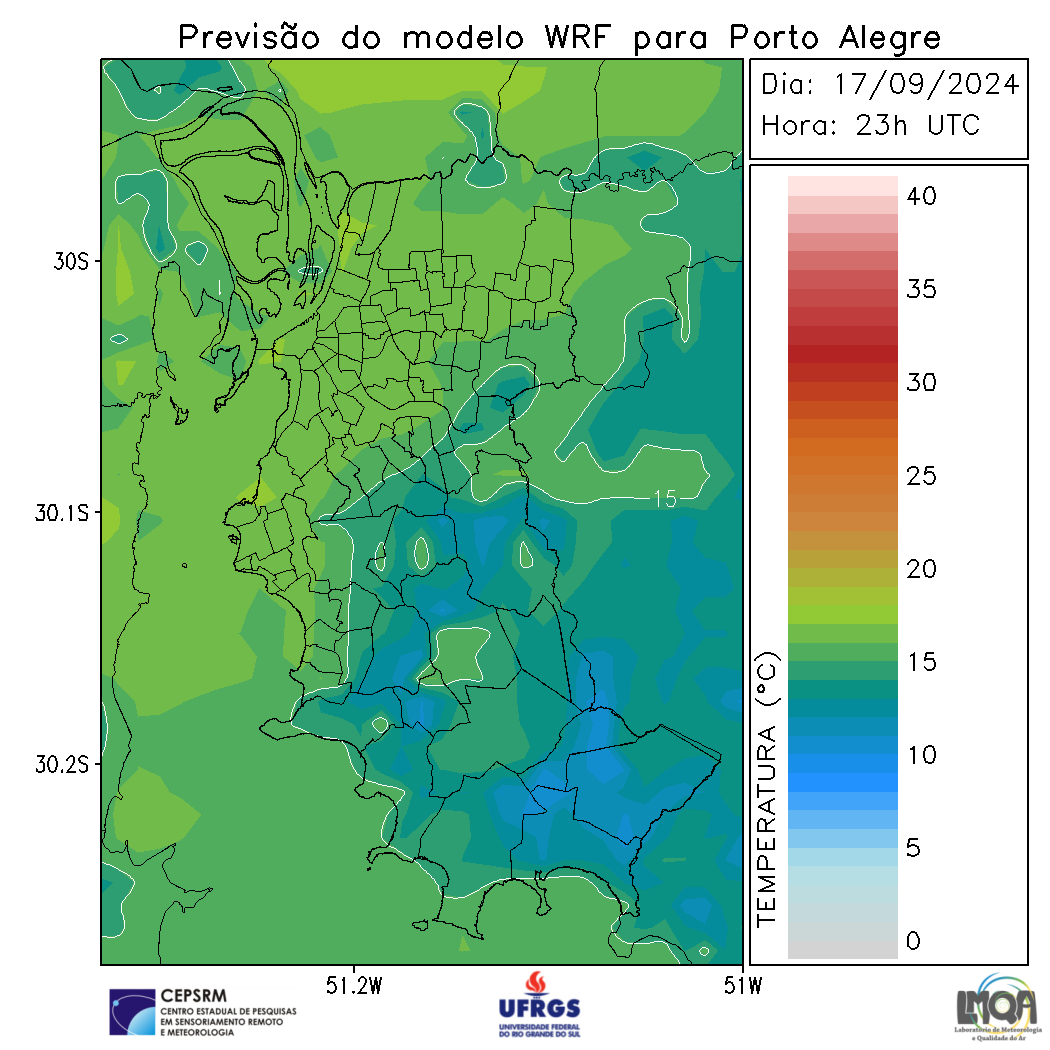 Previsão do modelo WRF para Porto Alegre
Dia: 17/09/2024
Hora: 23h UTC
30S
30.1S
30.2S
51.2W
51W
15
TEMPERATURA (°C)
40
35
30
25
20
15
10
5
0
CEPSRM
CENTRO ESTADUAL DE PESQUISAS
EM SENSORIAMENTO REMOTO
E METEOROLOGIA
UFRGS
UNIVERSIDADE FEDERAL
DO RIO GRANDE DO SUL
LMQA
Laboratório de Meteorologia
e Qualidade do Ar